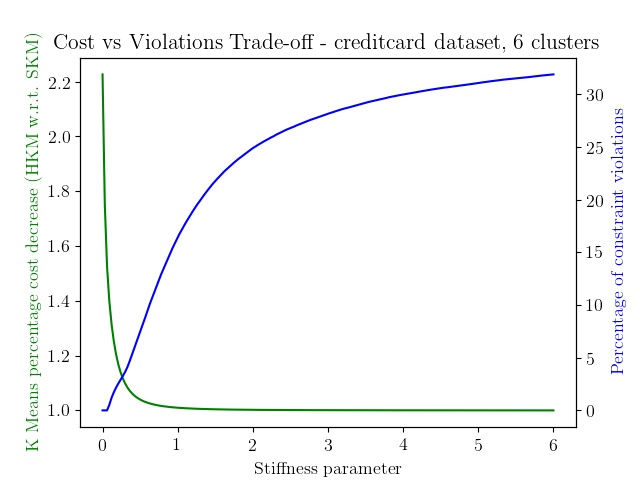 Cost vs Violations Trade-off - creditcard dataset, 6 clusters
K Means percentage cost decrease (HKM w.r.t. SKM)
2.2
2.0
1.8
1.6
1.4
1.2
1.0
30
25
20
15
10
5
0
Percentage of constraint violations
0 1 2 3 4 5 6
Stiffness parameter